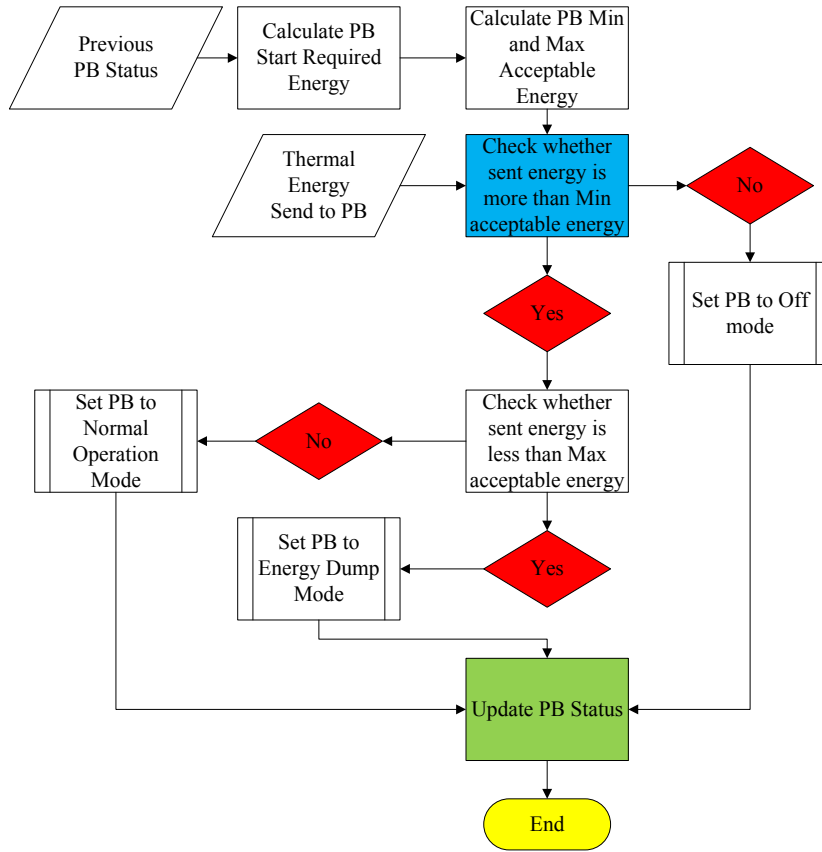 Previous
PB Status
Calculate PB
Start Required
Energy
Calculate PB Min
and Max
Acceptable
Energy
Thermal
Energy
Send to PB
Check whether
sent energy is
more than Min
acceptable energy
No
Set PB to Off
mode
Yes
Set PB to
Normal
Operation
Mode
No
Check whether
sent energy is
less than Max
acceptable energy
Set PB to
Energy Dump
Mode
Yes
Update PB Status
End